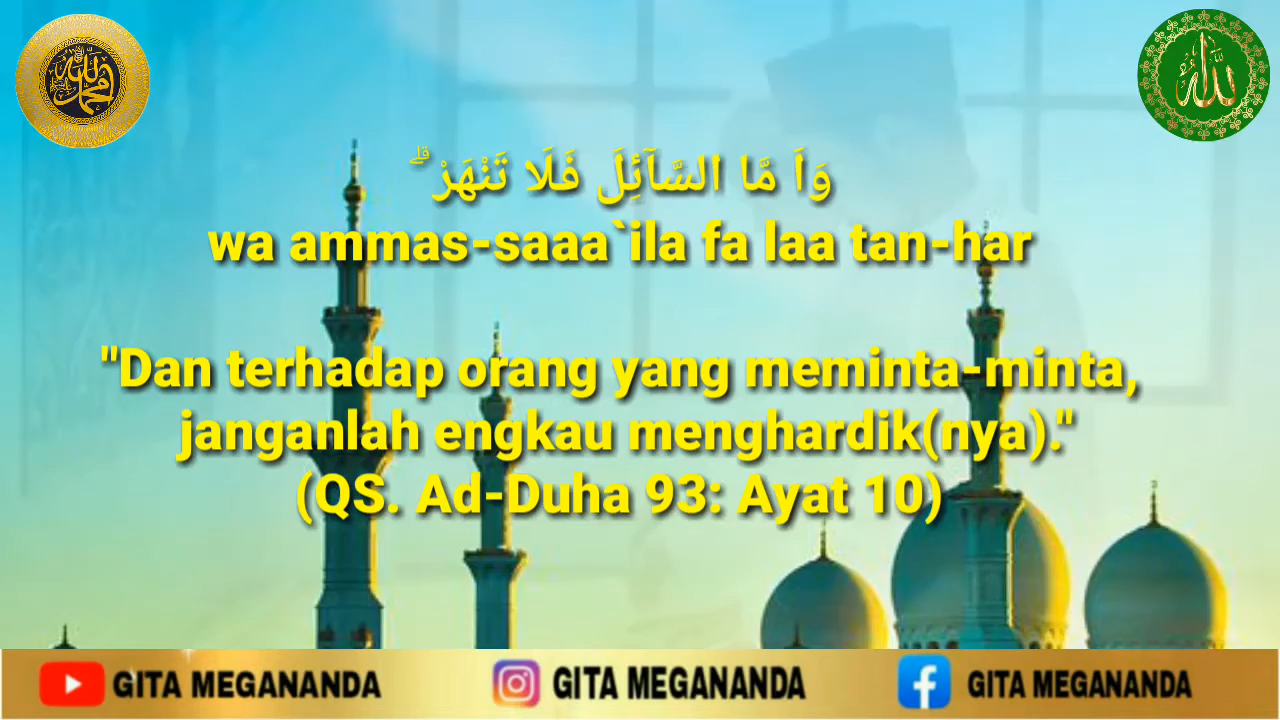 وَاَ مَّا السَّآئِلَ فَلَا تَنْهَرْ ۗ
wa ammas-saaa`ila fa laa tan-har
"Dan terhadap orang yang meminta-minta,
janganlah engkau menghardik(nya)."
(QS. Ad-Duha 93: Ayat 10)
GITA MEGANANDA
GITA MEGANANDA
GITA MEGANANDA
الله